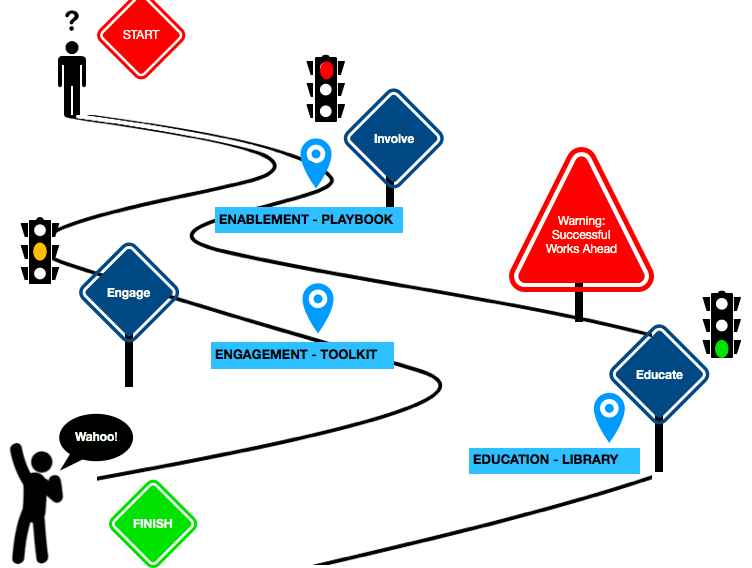 ?
START
Involve
ENABLEMENT - PLAYBOOK
Warning:
Successful
Works Ahead
Engage
ENGAGEMENT - TOOLKIT
Educate
Wahoo!
EDUCATION - LIBRARY
FINISH